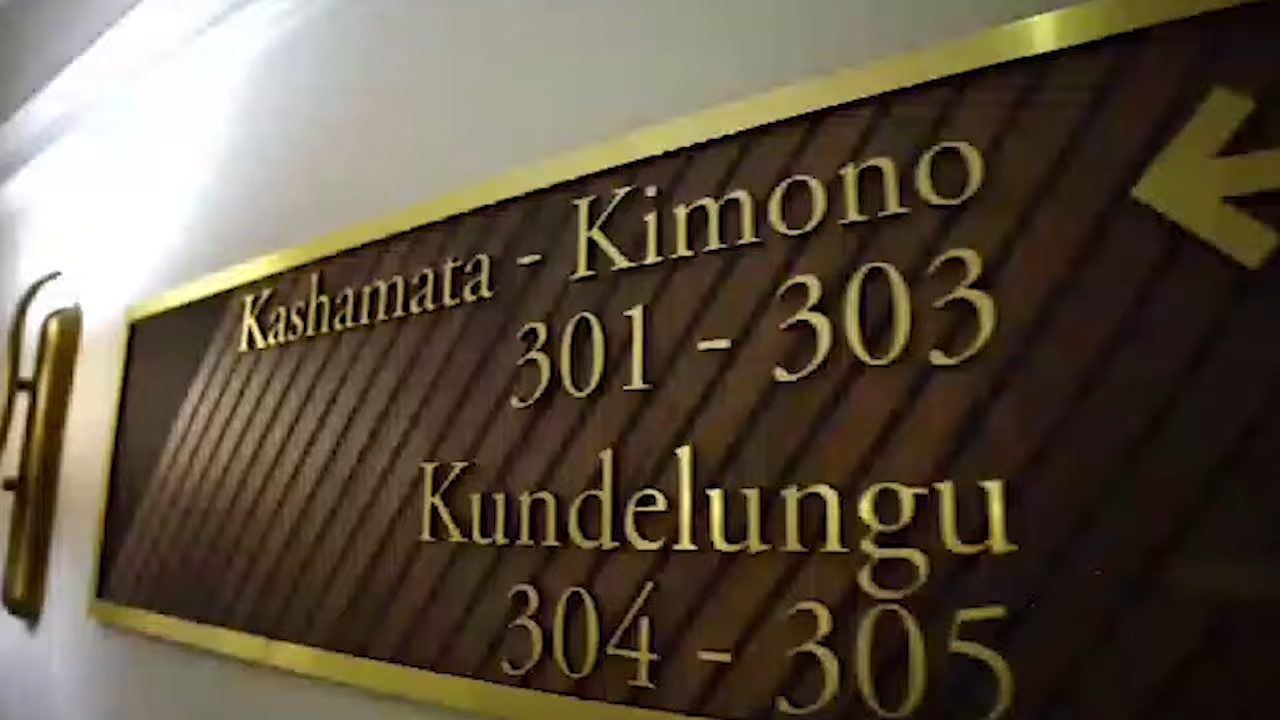 Kashamata - Kimono
301 - 303
Kundelungu
304 - 305